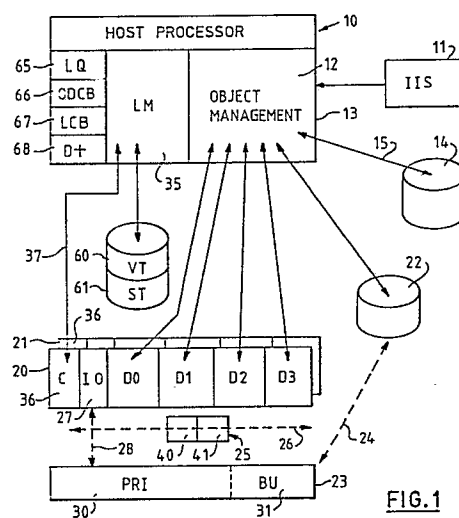 HOST PROCESSOR
10
65
LQ
66
ODCB
67
LCB
68
D+
LM
35
12
OBJECT
MANAGEMENT
13
11
IIS
15
14
37
60
VT
61
ST
22
21
36
20
C
IO
D0
D1
D2
D3
36
27
28
40
41
25
26
24
PRI
BU
23
30
31
FIG.1